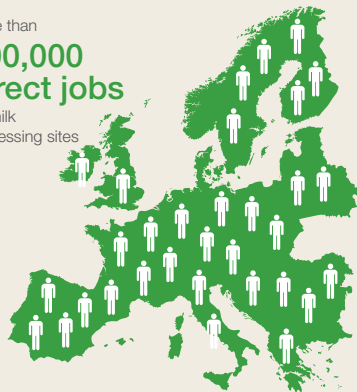 e than
00,000
rect jobs
ilk
essing sites